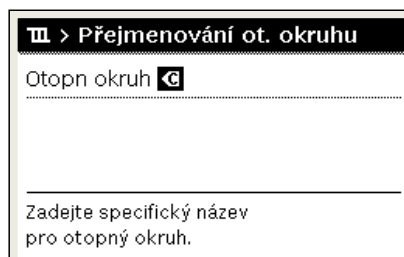 > Přejmenování ot. okruhu
Otopn okruh C
Zadejte specifický název
pro otopný okruh.